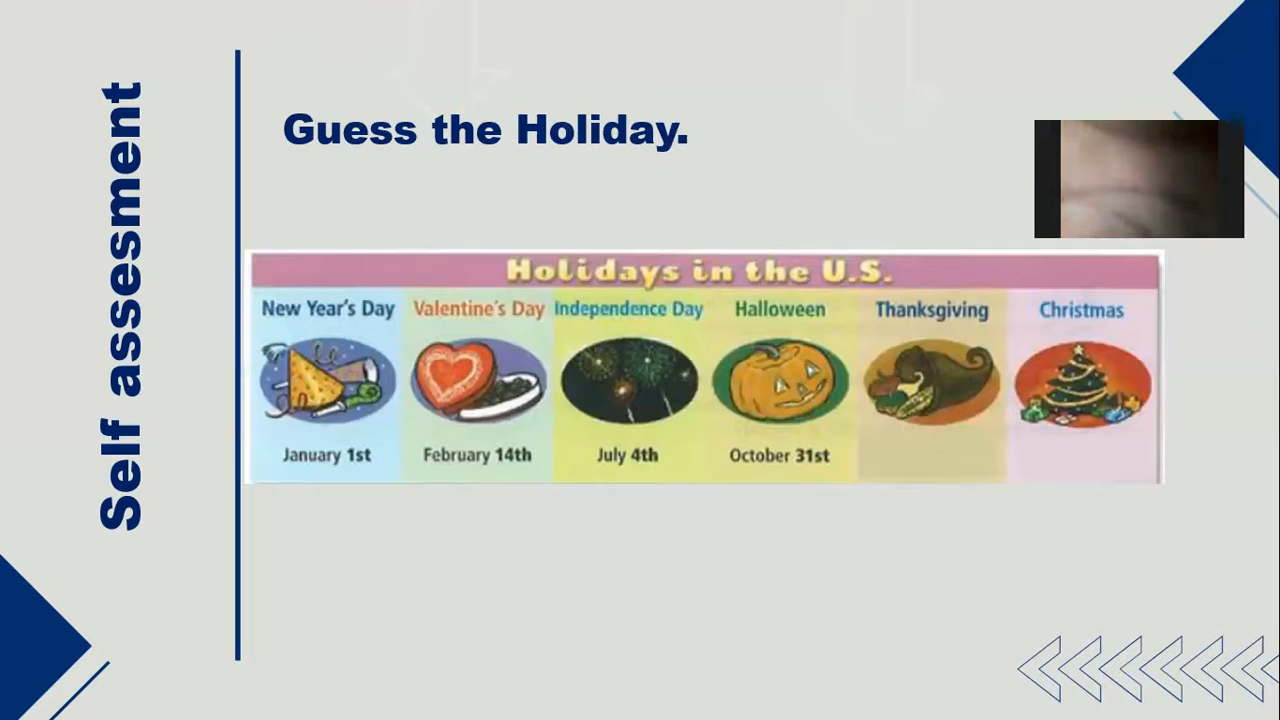 Self assesment
Guess the Holiday.
Holidays in the U.S.
New Year's Day Valentine's Day Independence Day Halloween Thanksgiving Christmas
January 1st February 14th July 4th October 31st